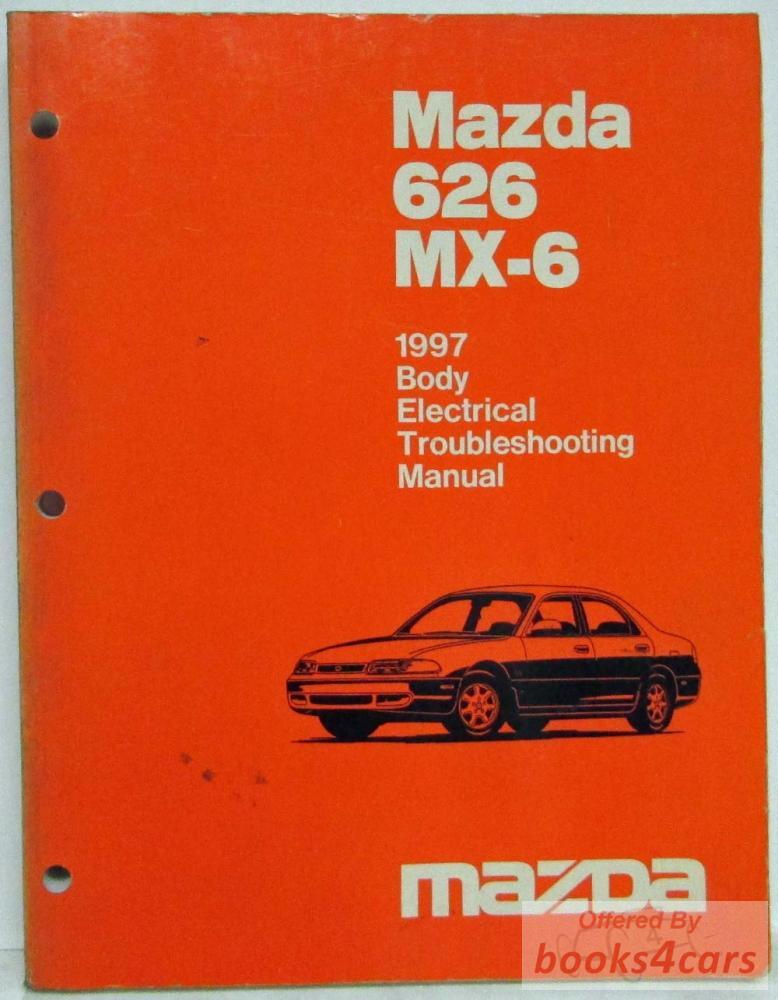 Mazda
626
MX-6
1997
Body
Electrical
Troubleshooting
Manual
mazda
Offered By
books4cars